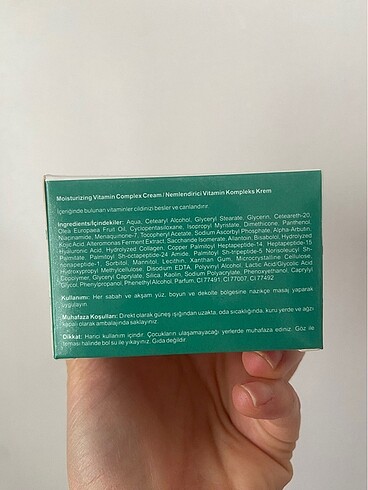 Moisturizing Vitamin Complex Cream / Nemlendirici Vitamin Kompleks Krem
İçeriğinde bulunan vitaminler cildinizi besler ve canlandırır.
Ingredients/İçindekiler: Aqua, Cetearyl Alcohol, Glyceryl Stearate, Glycerin, Ceteareth-20,
Olea Europaea Fruit Oil, Cyclopentasiloxane, Isopropyl Myristate, Dimethicone, Panthenol,
Niacinamide, Menaquinone-7, Tocopheryl Acetate, Sodium Ascorbyl Phosphate, Alpha-Arbutin,
Kojic Acid, Alteromonas Ferment Extract, Saccharide Isomerate, Allantoin, Bisabolol, Hydrolyzed
Hyaluronic Acid, Hydrolyzed Collagen, Copper Palmitoyl Heptapeptide-14, Heptapeptide-15
Palmitate, Palmitoyl Sh-octapeptide-24 Amide, Palmitoyl Sh-tripeptide-5 Norisoleucyl Sh-
nonapeptide-1, Sorbitol, Mannitol, Lecithin, Xanthan Gum, Microcrystalline Cellulose,
Hydroxypropyl Methylcellulose, Disodium EDTA, Polyvinyl Alcohol, Lactic Acid/Glycolic Acid
Copolymer, Glyceryl Caprylate, Silica, Kaolin, Sodium Polyacrylate, Phenoxyethanol, Caprylyl
Glycol, Phenylpropanol, Phenethyl Alcohol, Parfum, CI 77491, CI 77007, CI 77492
Kullanımı: Her sabah ve akşam yüz, boyun ve dekolte bölgesine nazikçe masaj yaparak
uygulayın.
Muhafaza Koşulları: Direkt olarak güneş ışığından uzakta, oda sıcaklığında, kuru yerde ve ağzı
kapalı olarak ambalajında saklayınız.
Dikkat: Harici kullanım içindir. Çocukların ulaşamayacağı yerlerde muhafaza ediniz. Göz ile
teması halinde bol su ile yıkayınız. Gıda değildir.